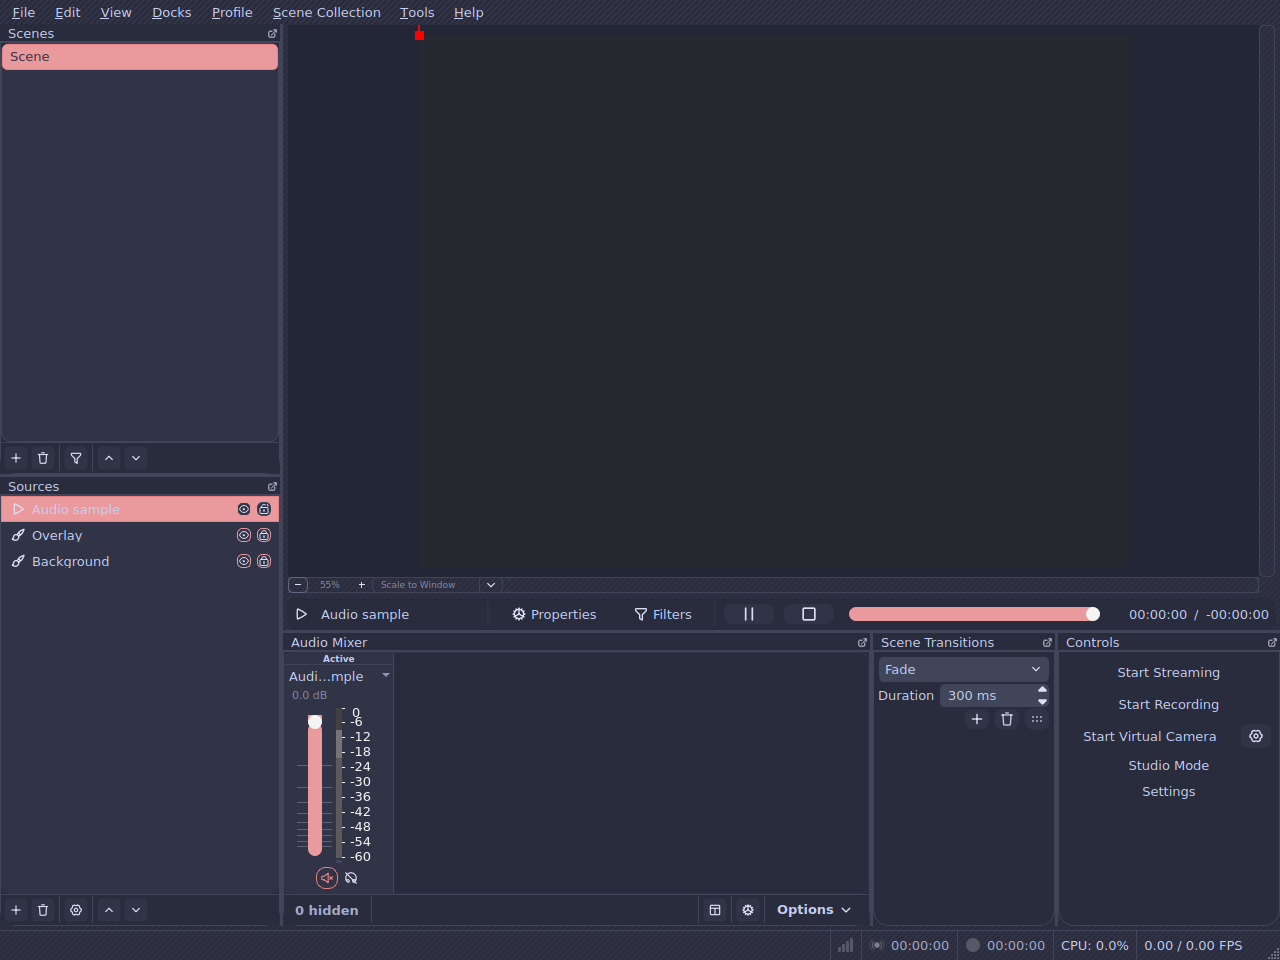 File Edit View Docks Profile Scene Collection Tools Help
Scenes
Scene
Sources
Audio sample
Overlay
Background
55% Scale to Window
Audio sample Properties Filters 00:00:00 / -00:00:00
Audio Mixer
Active
Audi...mple
0.0 dB
0
-6
-12
-18
-24
-30
-36
-42
-48
-54
-60
0 hidden
Options
Scene Transitions
Fade
Duration 300 ms
Controls
Start Streaming
Start Recording
Start Virtual Camera
Studio Mode
Settings
00:00:00 00:00:00 CPU: 0.0% 0.00 / 0.00 FPS